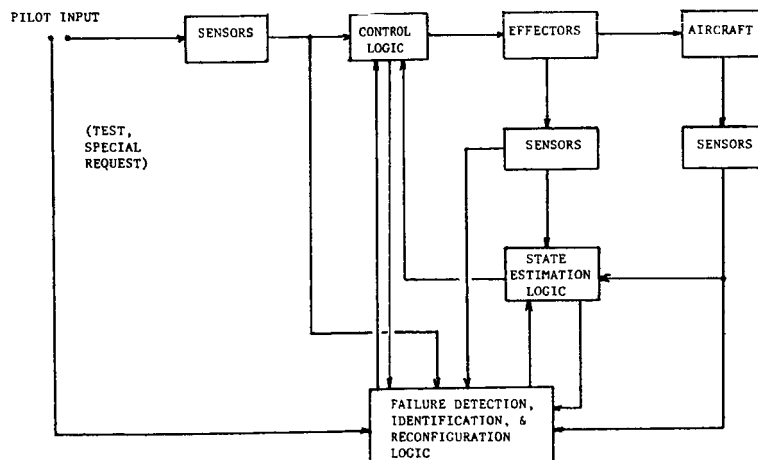 PILOT INPUT
SENSORS
CONTROL
LOGIC
EFFECTORS
AIRCRAFT
(TEST,
SPECIAL
REQUEST)
SENSORS
SENSORS
STATE
ESTIMATION
LOGIC
FAILURE DETECTION,
IDENTIFICATION, &
RECONFIGURATION
LOGIC